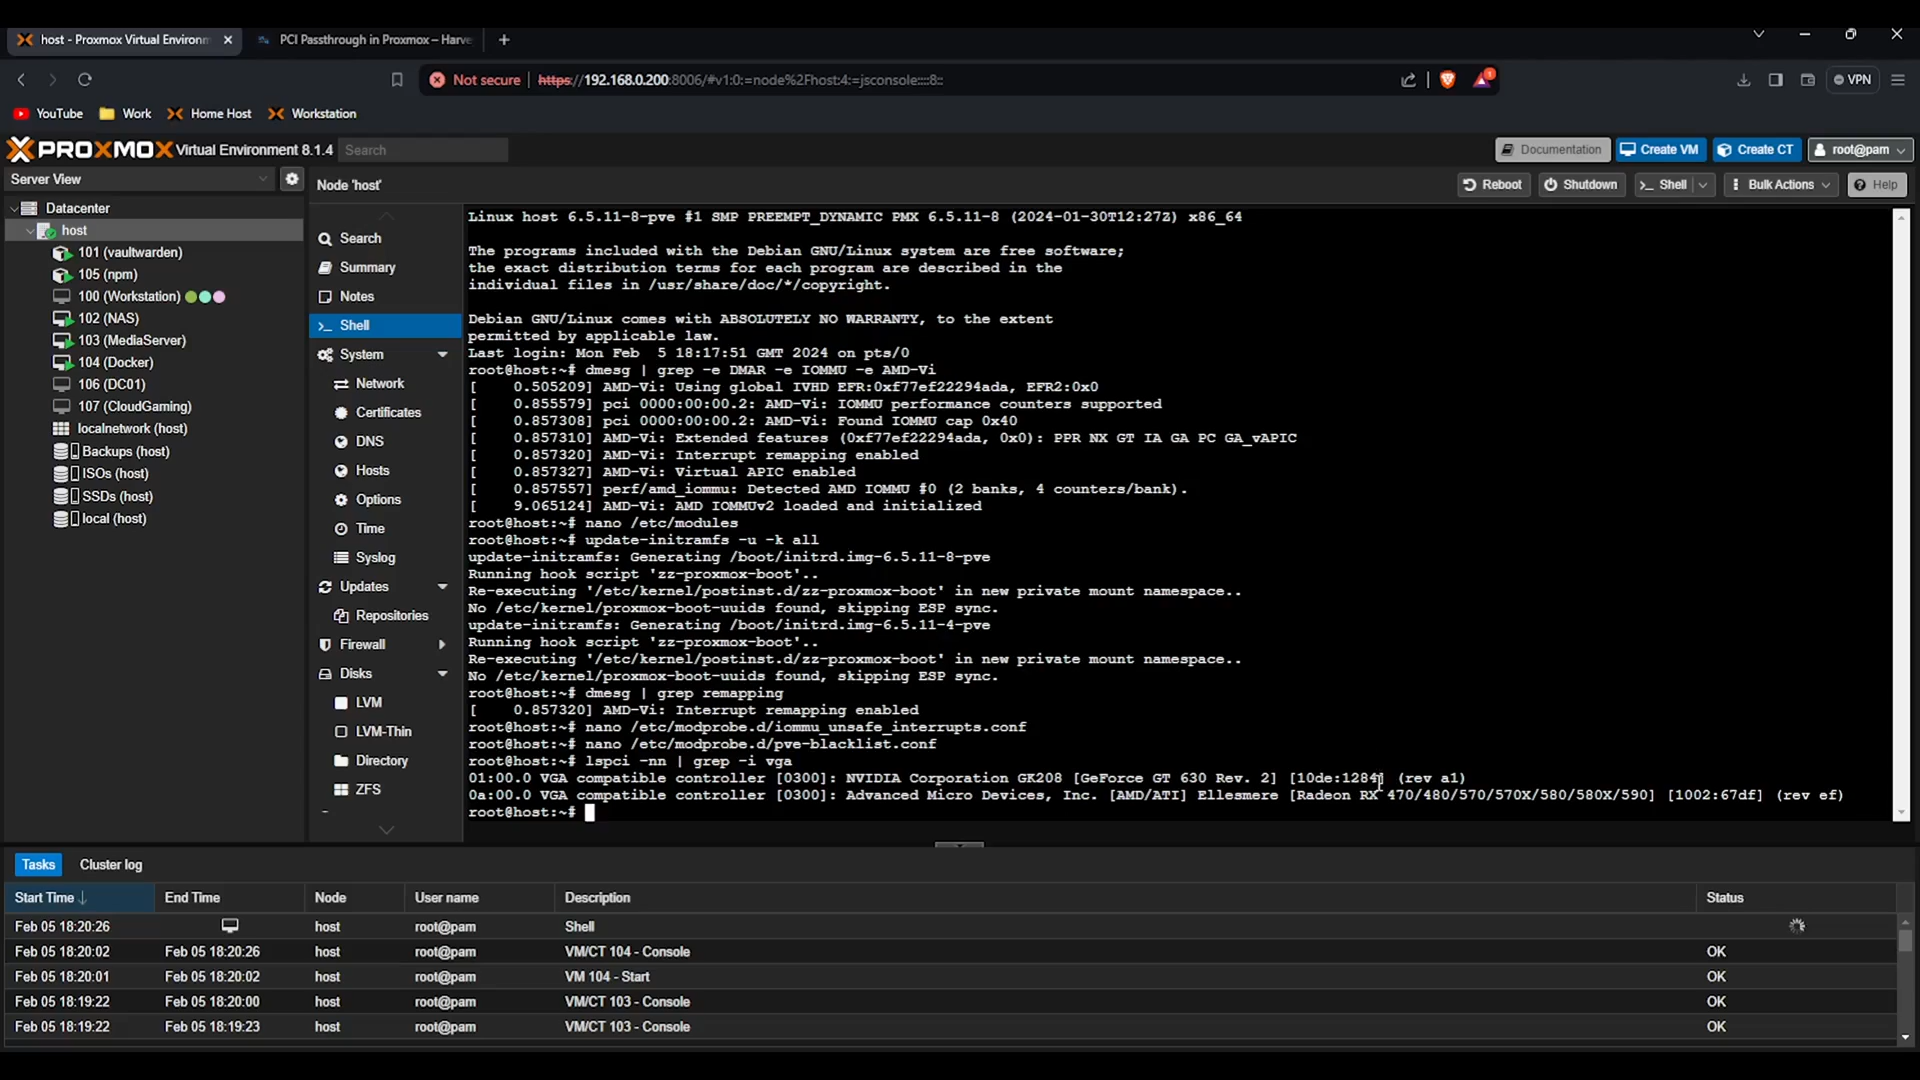 host - Proxmox Virtual Environm
PCI Passthrough in Proxmox – Harve
Not secure
https://192.168.0.200:8006/#v1:0:=node%2Fhost:4:=jsconsole::::8::
1
VPN
YouTube
Work
Home Host
Workstation
PROXMOX
Virtual Environment 8.1.4
Search
Documentation
Create VM
Create CT
root@pam
Server View
Node 'host'
Reboot
Shutdown
Shell
Bulk Actions
Help
Datacenter
host
101 (vaultwarden)
105 (npm)
100 (Workstation)
102 (NAS)
103 (MediaServer)
104 (Docker)
106 (DC01)
107 (CloudGaming)
localnetwork (host)
Backups (host)
ISOs (host)
SSDs (host)
local (host)
Search
Summary
Notes
Shell
System
Network
Certificates
DNS
Hosts
Options
Time
Syslog
Updates
Repositories
Firewall
Disks
LVM
LVM-Thin
Directory
ZFS
Linux host 6.5.11-8-pve #1 SMP PREEMPT_DYNAMIC PMX 6.5.11-8 (2024-01-30T12:27Z) x86_64
The programs included with the Debian GNU/Linux system are free software;
the exact distribution terms for each program are described in the
individual files in /usr/share/doc/*/copyright.
Debian GNU/Linux comes with ABSOLUTELY NO WARRANTY, to the extent
permitted by applicable law.
Last login: Mon Feb  5 18:17:51 GMT 2024 on pts/0
root@host:~# dmesg | grep -e DMAR -e IOMMU -e AMD-Vi
[    0.505209] AMD-Vi: Using global IVHD EFR:0xf77ef22294ada, EFR2:0x0
[    0.855579] pci 0000:00:00.2: AMD-Vi: IOMMU performance counters supported
[    0.857308] pci 0000:00:00.2: AMD-Vi: Found IOMMU cap 0x40
[    0.857310] AMD-Vi: Extended features (0xf77ef22294ada, 0x0): PPR NX GT IA GA PC GA_vAPIC
[    0.857320] AMD-Vi: Interrupt remapping enabled
[    0.857327] AMD-Vi: Virtual APIC enabled
[    0.857557] perf/amd_iommu: Detected AMD IOMMU #0 (2 banks, 4 counters/bank).
[    9.065124] AMD-Vi: AMD IOMMUv2 loaded and initialized
root@host:~# nano /etc/modules
root@host:~# update-initramfs -u -k all
update-initramfs: Generating /boot/initrd.img-6.5.11-8-pve
Running hook script 'zz-proxmox-boot'..
Re-executing '/etc/kernel/postinst.d/zz-proxmox-boot' in new private mount namespace..
No /etc/kernel/proxmox-boot-uuids found, skipping ESP sync.
update-initramfs: Generating /boot/initrd.img-6.5.11-4-pve
Running hook script 'zz-proxmox-boot'..
Re-executing '/etc/kernel/postinst.d/zz-proxmox-boot' in new private mount namespace..
No /etc/kernel/proxmox-boot-uuids found, skipping ESP sync.
root@host:~# dmesg | grep remapping
[    0.857320] AMD-Vi: Interrupt remapping enabled
root@host:~# nano /etc/modprobe.d/iommu_unsafe_interrupts.conf
root@host:~# nano /etc/modprobe.d/pve-blacklist.conf
root@host:~# lspci -nn | grep -i vga
01:00.0 VGA compatible controller [0300]: NVIDIA Corporation GK208 [GeForce GT 630 Rev. 2] [10de:1284] (rev a1)
0a:00.0 VGA compatible controller [0300]: Advanced Micro Devices, Inc. [AMD/ATI] Ellesmere [Radeon RX 470/480/570/570X/580/580X/590] [1002:67df] (rev ef)
root@host:~#
Tasks
Cluster log
Start Time
End Time
Node
User name
Description
Status
Feb 05 18:20:26 host root@pam Shell
Feb 05 18:20:02 Feb 05 18:20:26 host root@pam VM/CT 104 - Console OK
Feb 05 18:20:01 Feb 05 18:20:02 host root@pam VM 104 - Start OK
Feb 05 18:19:22 Feb 05 18:20:00 host root@pam VM/CT 103 - Console OK
Feb 05 18:19:22 Feb 05 18:19:23 host root@pam VM/CT 103 - Console OK